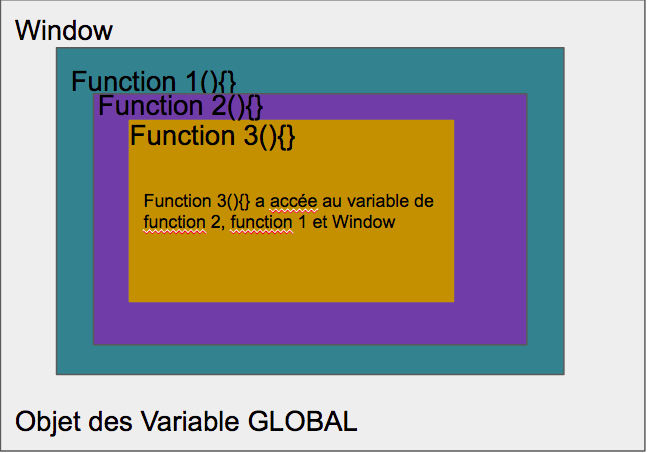 Window
Function 1(){}
Function 2(){}
Function 3(){}
Function 3(){} a accée au variable de
function 2, function 1 et Window
Objet des Variable GLOBAL